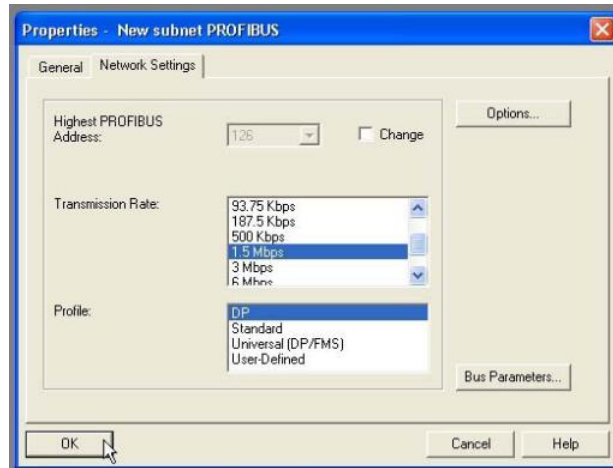 Properties - New subnet PROFIBUS
General Network Settings
Highest PROFIBUS
Address:
126
Change
Options...
Transmission Rate:
93.75 Kbps
187.5 Kbps
500 Kbps
1.5 Mbps
3 Mbps
6 Mbps
Profile:
DP
Standard
Universal (DP/FMS)
User-Defined
Bus Parameters...
OK
Cancel
Help